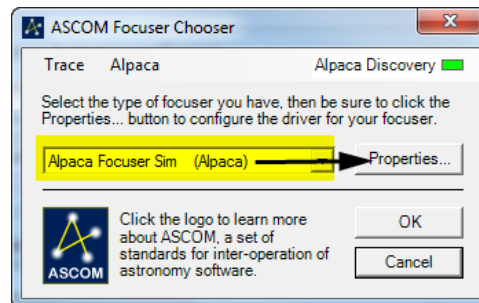 ASCOM Focuser Chooser
Trace Alpaca Alpaca Discovery
Select the type of focuser you have, then be sure to click the
Properties... button to configure the driver for your focuser.
Alpaca Focuser Sim (Alpaca) Properties...
Click the logo to learn more
about ASCOM, a set of
standards for inter-operation of
astronomy software.
ASCOM
OK
Cancel